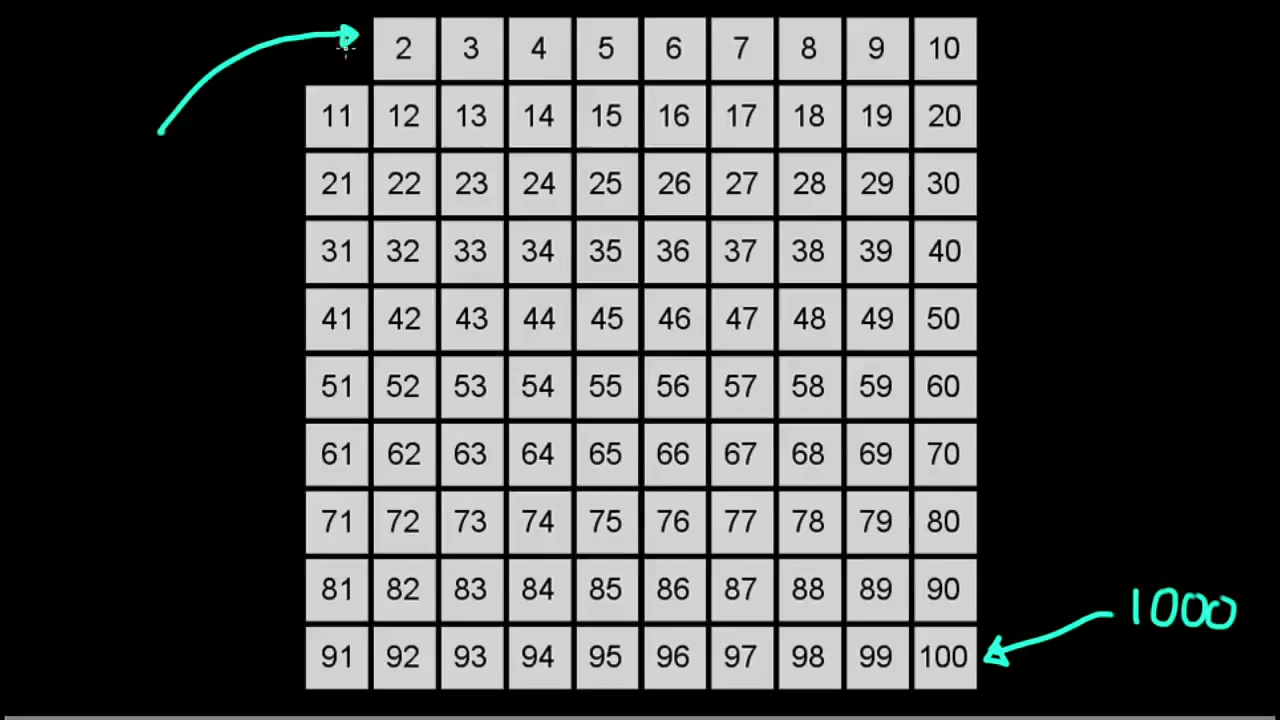 2 3 4 5 6 7 8 9 10
11 12 13 14 15 16 17 18 19 20
21 22 23 24 25 26 27 28 29 30
31 32 33 34 35 36 37 38 39 40
41 42 43 44 45 46 47 48 49 50
51 52 53 54 55 56 57 58 59 60
61 62 63 64 65 66 67 68 69 70
71 72 73 74 75 76 77 78 79 80
81 82 83 84 85 86 87 88 89 90
1000
91 92 93 94 95 96 97 98 99 100